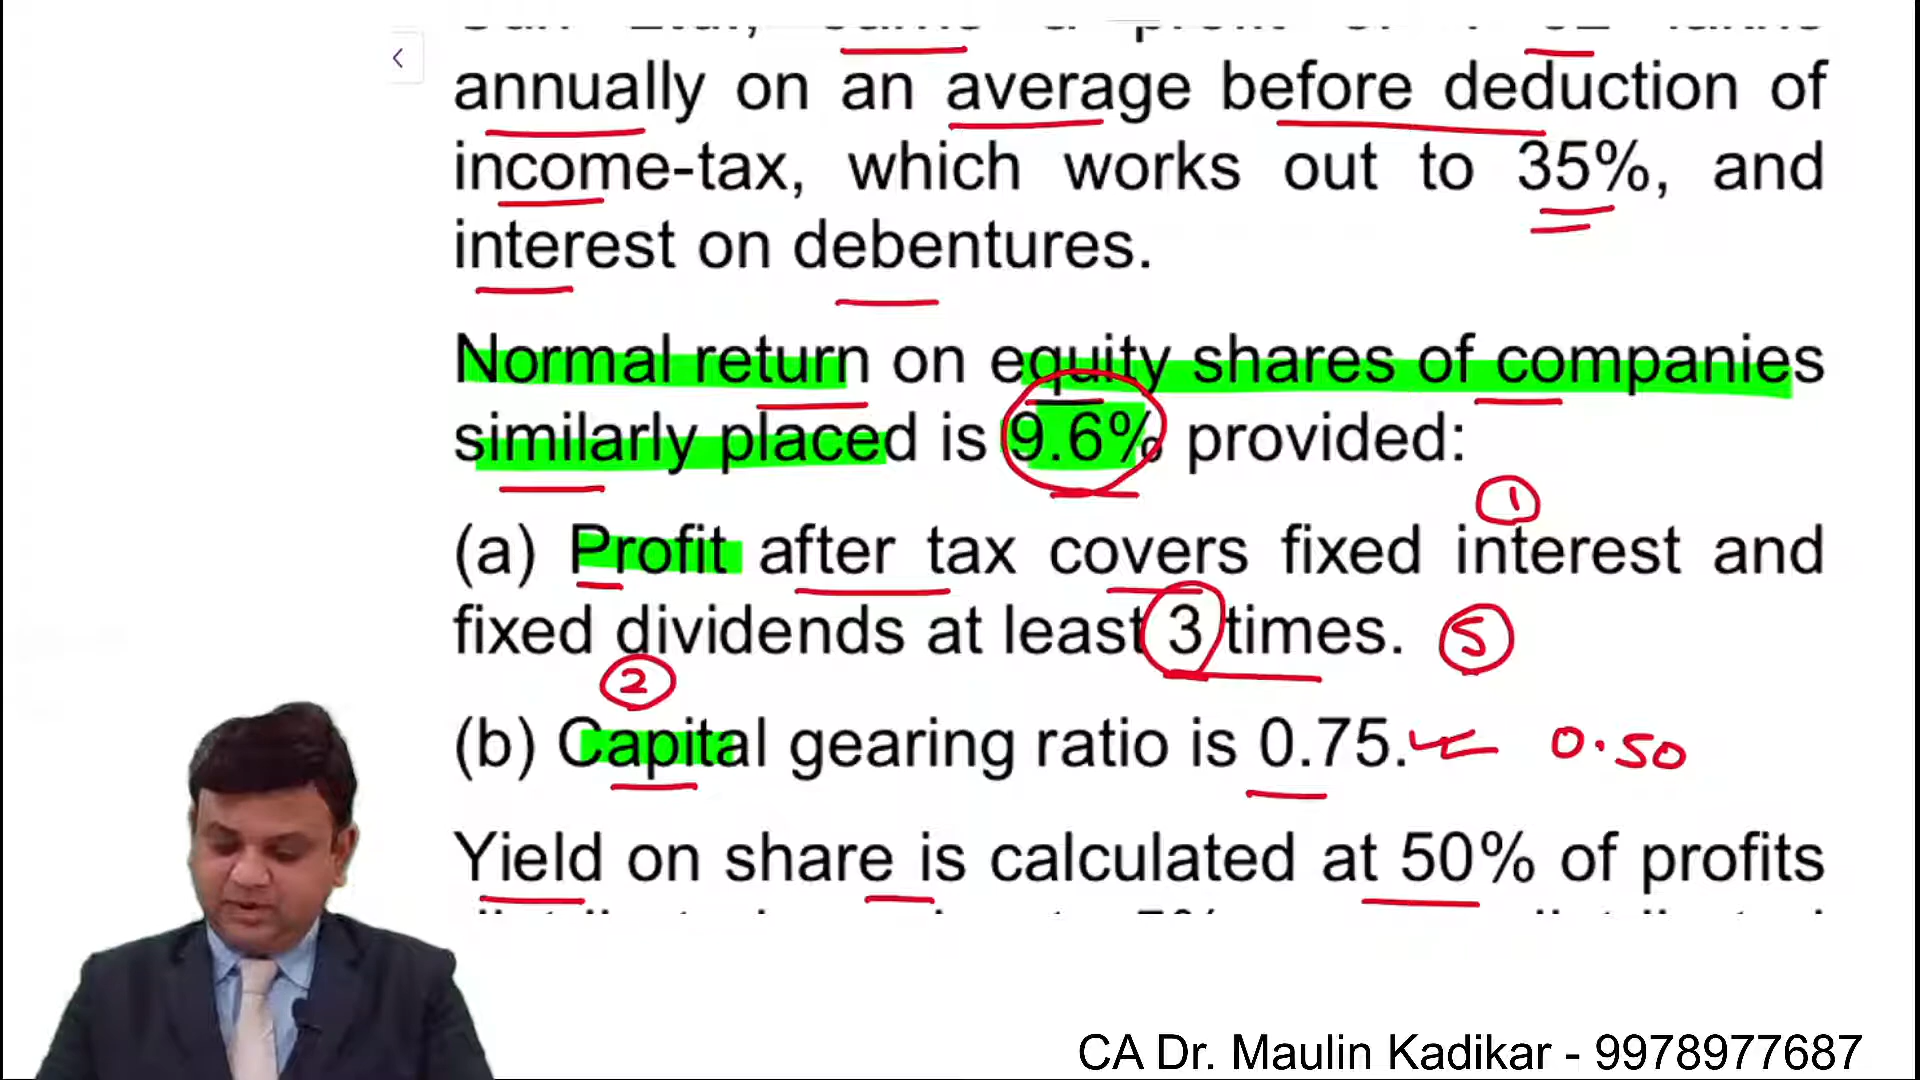 annually on an average before deduction of
income-tax, which works out to 35%, and
interest on debentures.
Normal return on equity shares of companies
similarly placed is 9.6% provided:
1
(a) Profit after tax covers fixed interest and
fixed dividends at least 3 times. 5
2
(b) Capital gearing ratio is 0.75. 0.50
Yield on share is calculated at 50% of profits
CA Dr. Maulin Kadikar - 9978977687